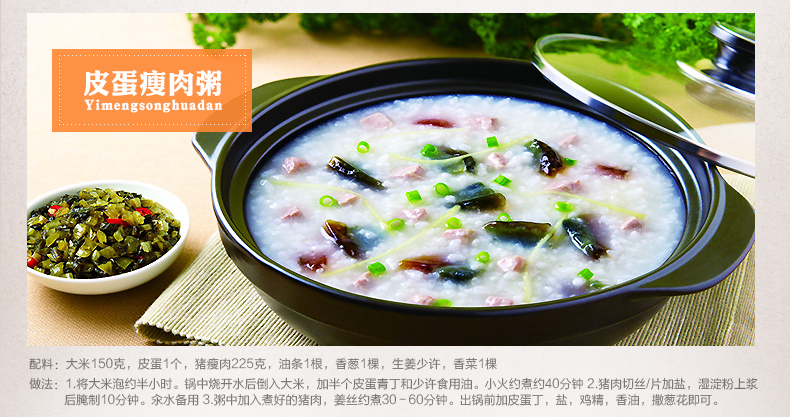 皮蛋瘦肉粥
Yimengsonghuadan
配料：大米150克，皮蛋1个，猪瘦肉225克，油条1根，香葱1棵，生姜少许，香菜1棵
做法：1.将大米泡约半小时。锅中烧开水后倒入大米，加半个皮蛋青丁和少许食用油。小火约煮约40分钟 2.猪肉切丝/片加盐，湿淀粉上浆
后腌制10分钟。汆水备用 3.粥中加入煮好的猪肉，姜丝约煮30－60分钟。出锅前加皮蛋丁，盐，鸡精，香油，撒葱花即可。